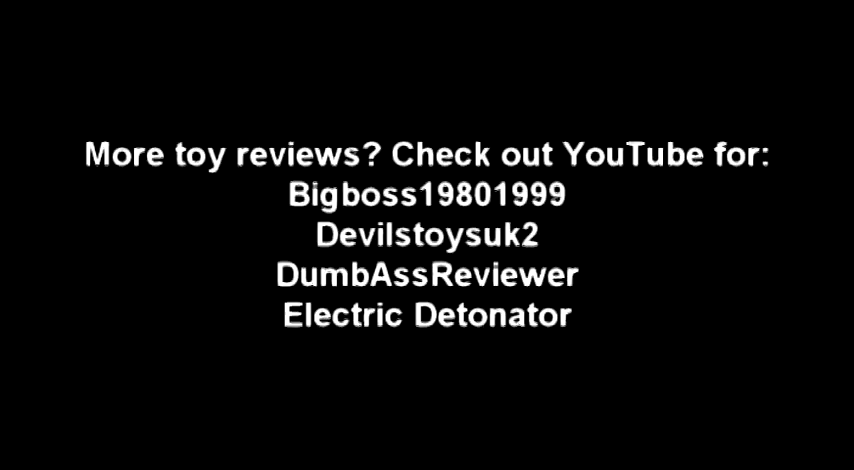 More toy reviews? Check out YouTube for:
Bigboss19801999
Devilstoysuk2
DumbAssReviewer
Electric Detonator